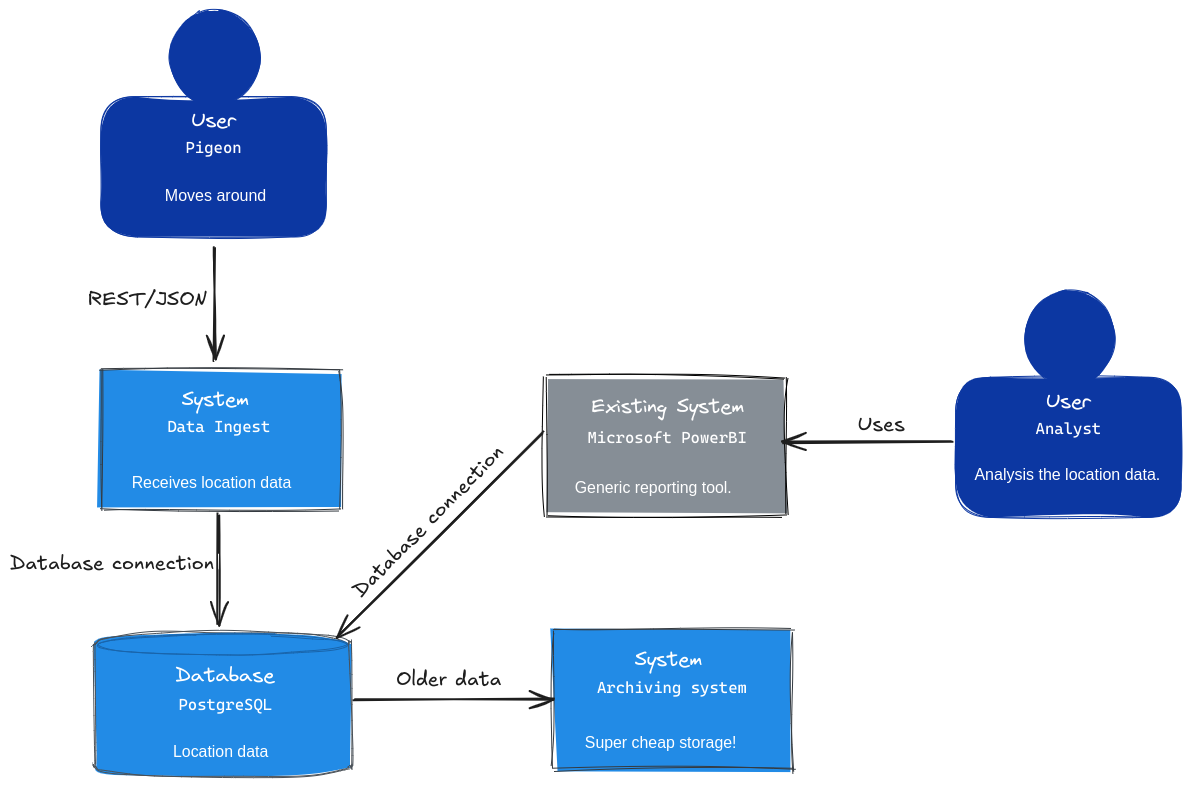 User
Pigeon
Moves around
REST/JSON
System
Data Ingest
Receives location data
Existing System
Microsoft PowerBI
Generic reporting tool.
Uses
User
Analyst
Analysis the location data.
Database connection
Database connection
Database
PostgreSQL
Location data
Older data
System
Archiving system
Super cheap storage!